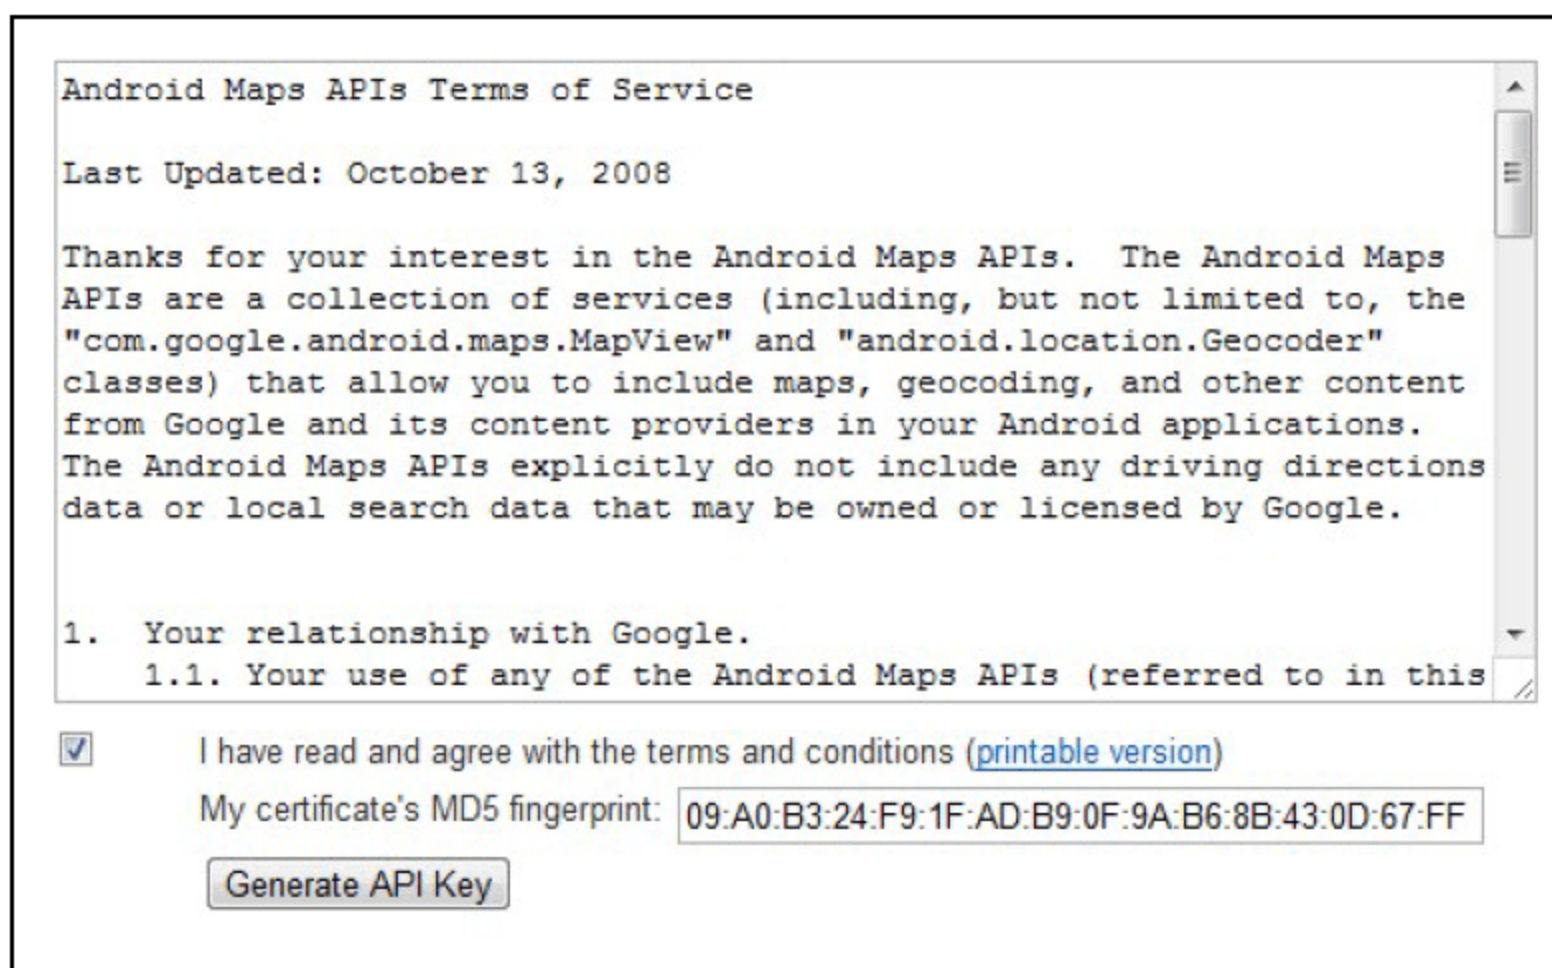 Android Maps APIs Terms of Service
Last Updated: October 13, 2008
Thanks for your interest in the Android Maps APIs.  The Android Maps
APIs are a collection of services (including, but not limited to, the
"com.google.android.maps.MapView" and "android.location.Geocoder"
classes) that allow you to include maps, geocoding, and other content
from Google and its content providers in your Android applications.
The Android Maps APIs explicitly do not include any driving directions
data or local search data that may be owned or licensed by Google.
1.  Your relationship with Google.
1.1. Your use of any of the Android Maps APIs (referred to in this
I have read and agree with the terms and conditions (printable version)
My certificate's MD5 fingerprint: 09:A0:B3:24:F9:1F:AD:B9:0F:9A:B6:8B:43:0D:67:FF
Generate API Key